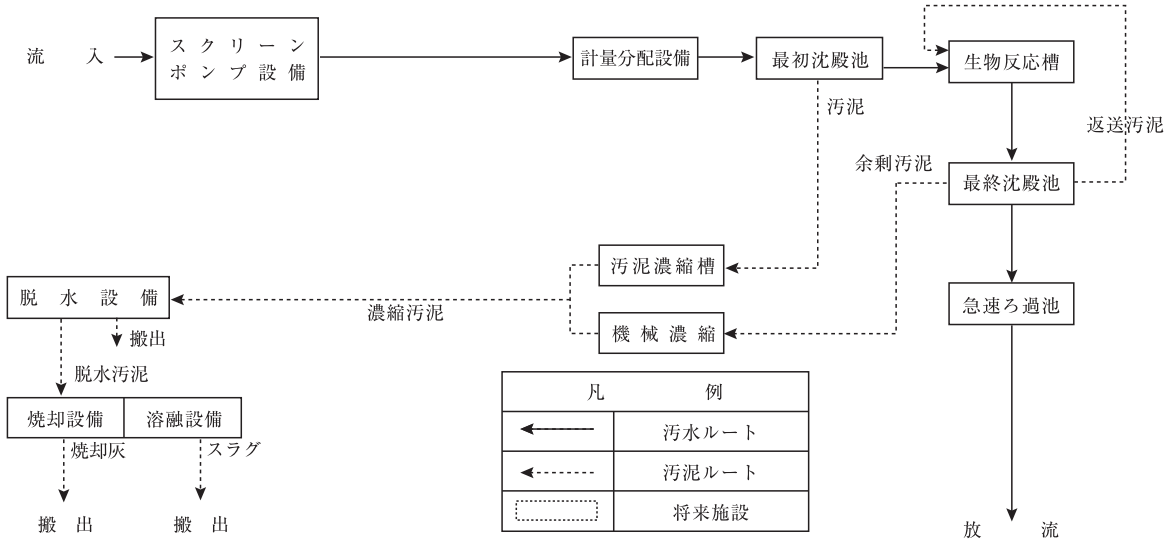 流入
スクリーン
ポンプ設備
計量分配設備
最初沈殿池
生物反応槽
汚泥
返送汚泥
余剰汚泥
最終沈殿池
汚泥濃縮槽
脱水設備
濃縮汚泥
機械濃縮
急速ろ過池
搬出
脱水汚泥
焼却設備
溶融設備
焼却灰
スラグ
搬出
搬出
凡例
汚水ルート
汚泥ルート
将来施設
放流